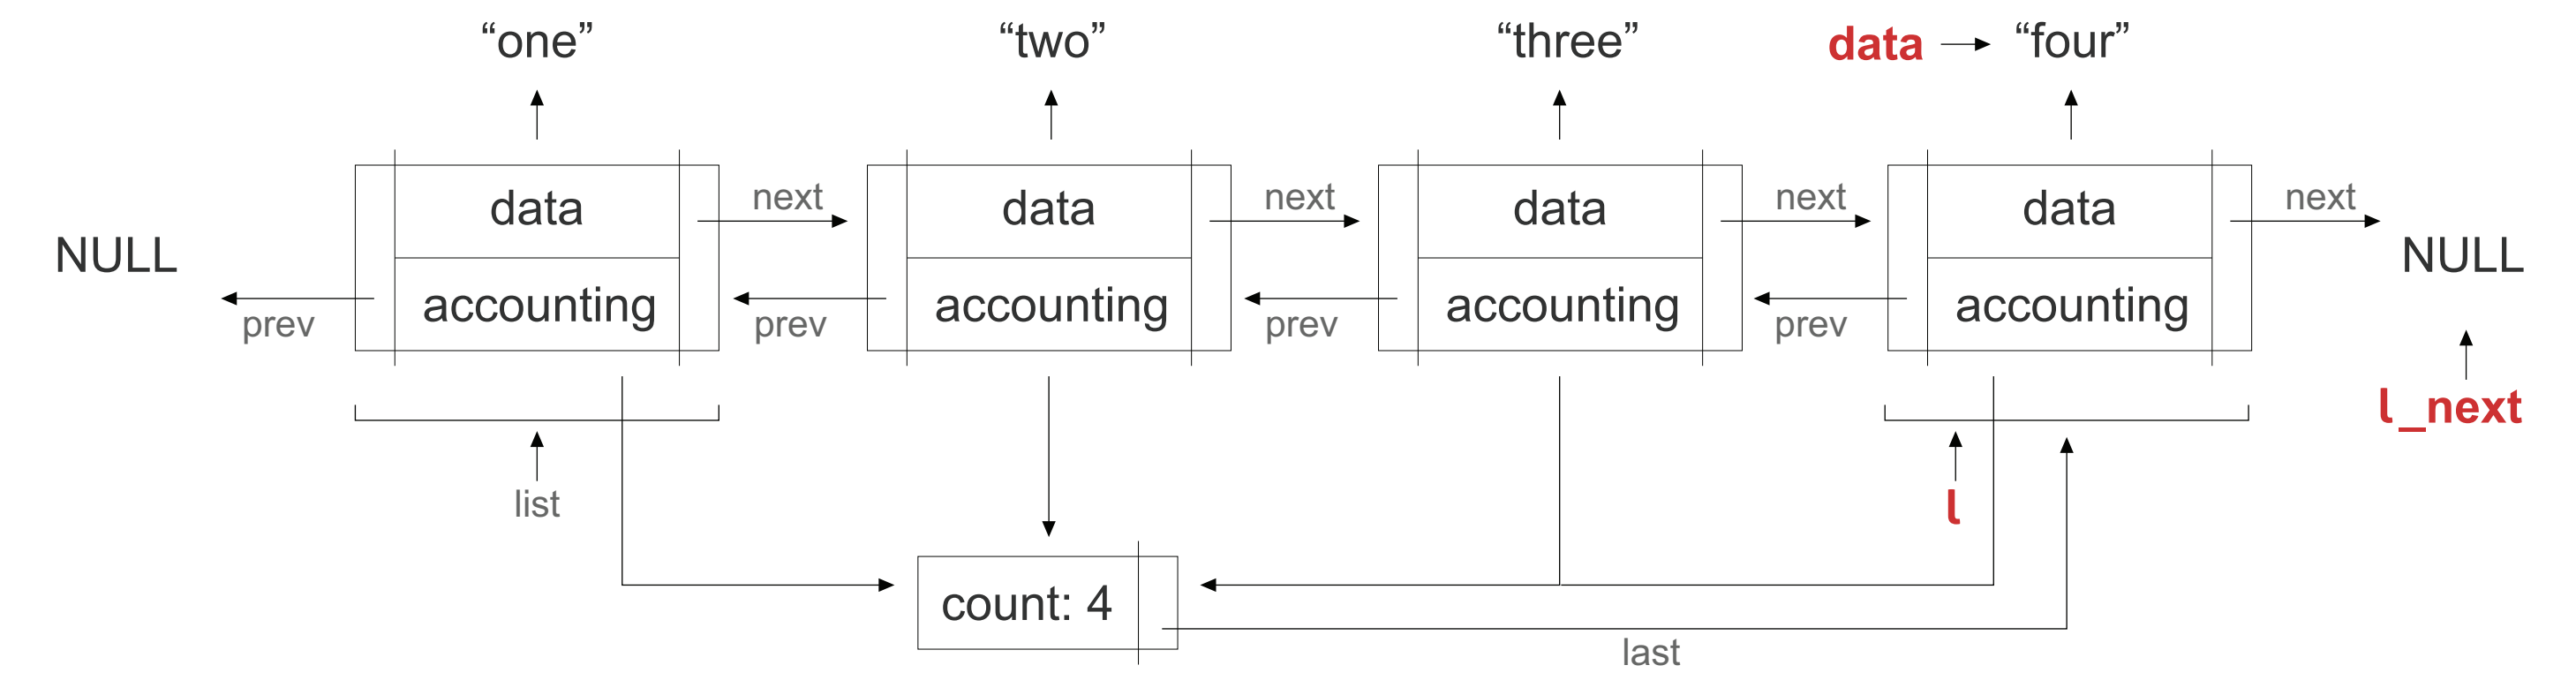 “one” “two” “three” data “four”
data next data next data next data next
NULL NULL
prev accounting prev accounting prev accounting prev accounting
l_next
list l
count: 4
last